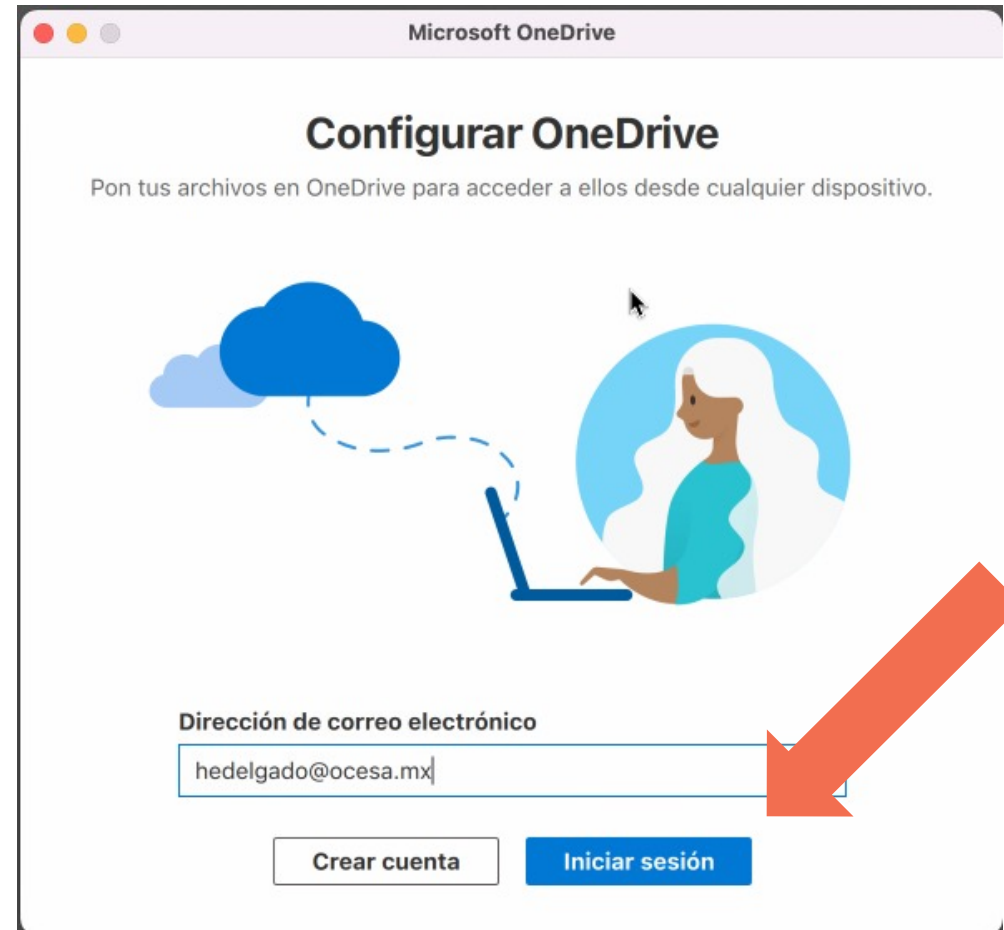 Microsoft OneDrive
Configurar OneDrive
Pon tus archivos en OneDrive para acceder a ellos desde cualquier dispositivo.
Dirección de correo electrónico
hedelgado@ocesa.mx
Crear cuenta
Iniciar sesión